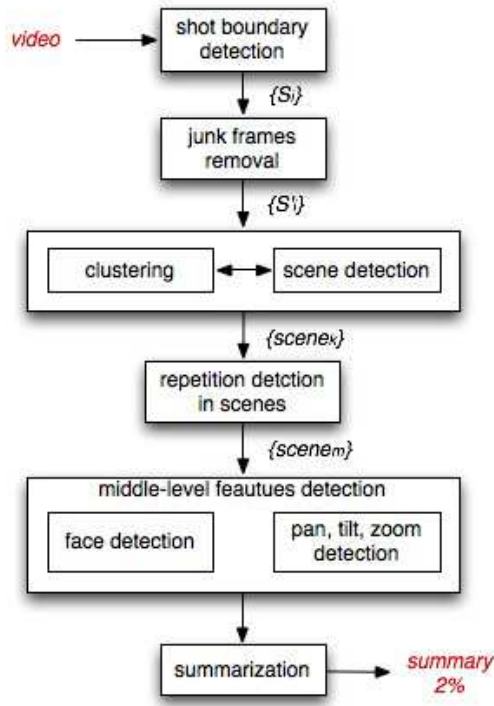 video
shot boundary
detection
{Si}
junk frames
removal
{S'i}
clustering
scene detection
{scenek}
repetition detction
in scenes
{scenem}
middle-level feautues detection
face detection
pan, tilt, zoom
detection
summarization
summary
2%